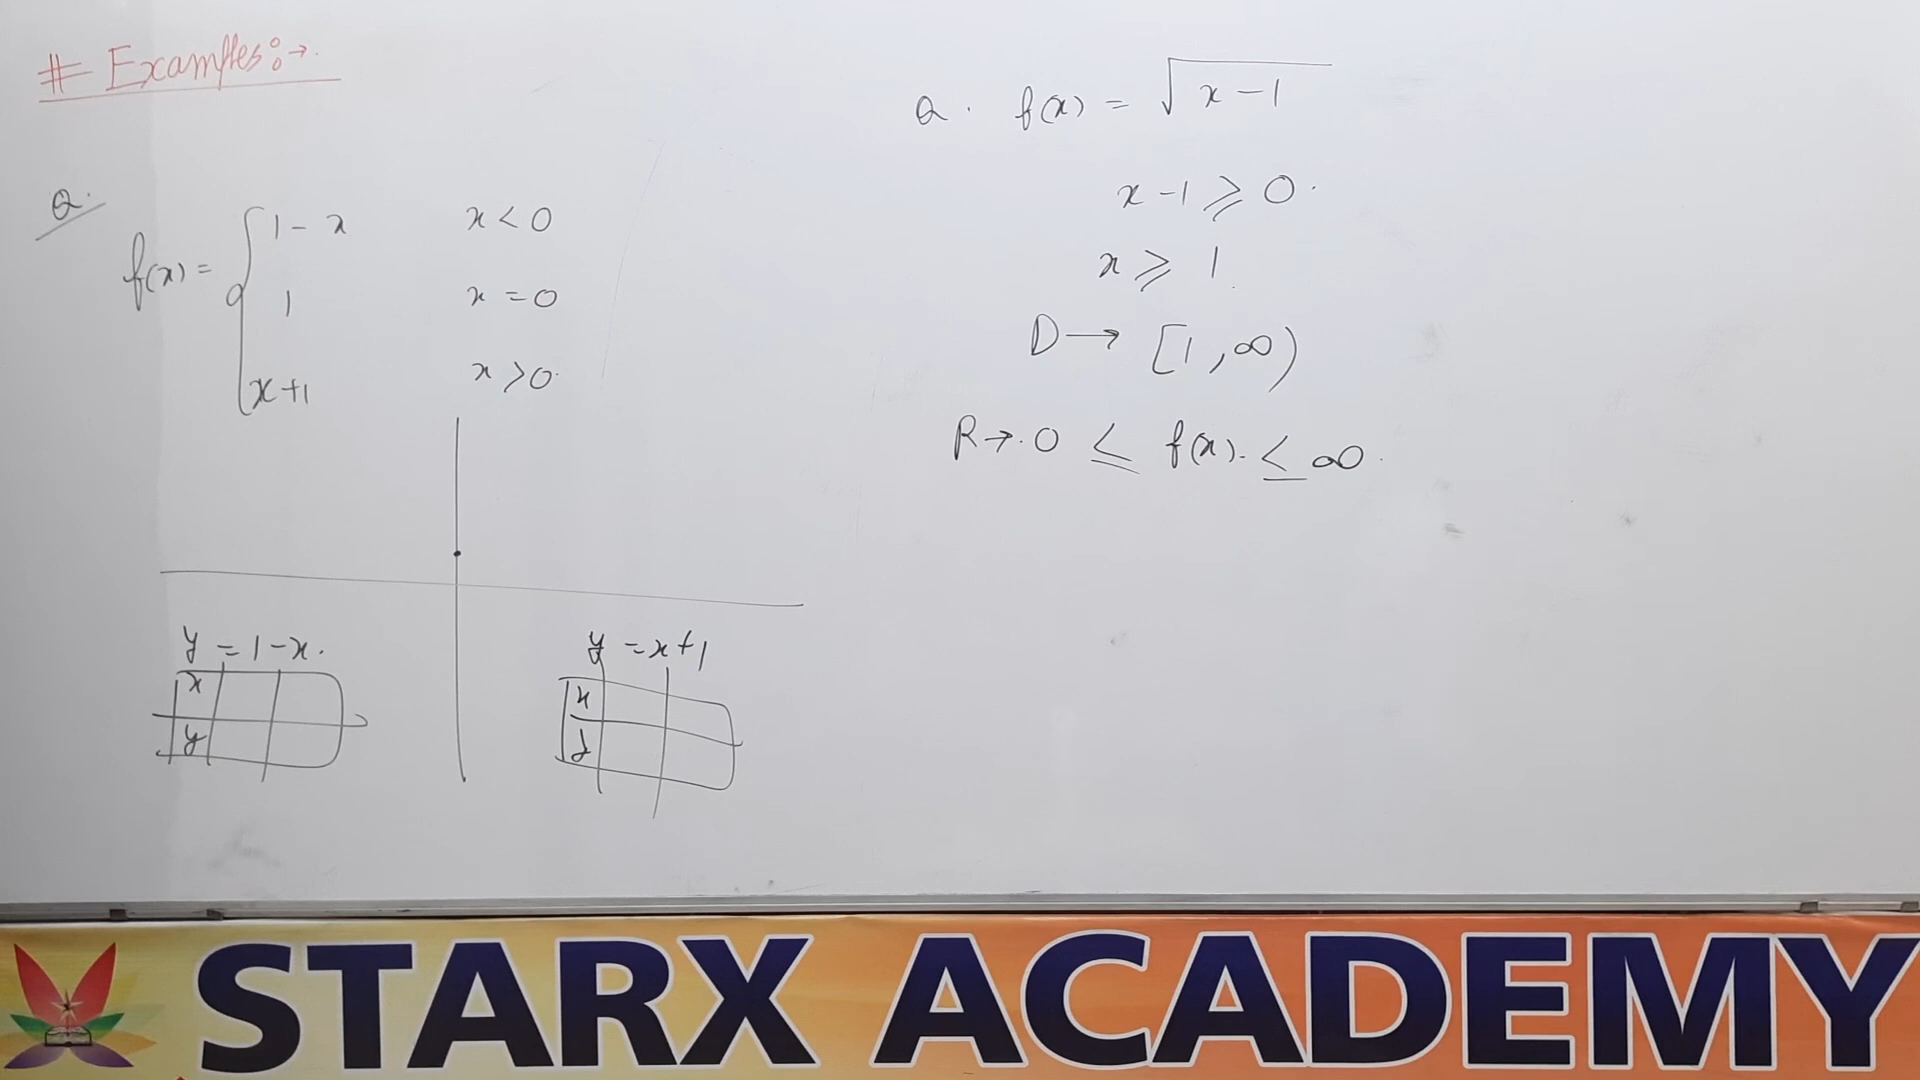 # Examples:→.
Q.
f(x) = { 1 - x x < 0
1 x = 0
x+1 x > 0.
y = 1 - x.
x
y
y = x + 1
x
y
Q. f(x) = √x - 1
x - 1 ≥ 0.
x ≥ 1.
D → [1, ∞)
R → . 0 ≤ f(x). ≤ ∞.
STARX ACADEMY